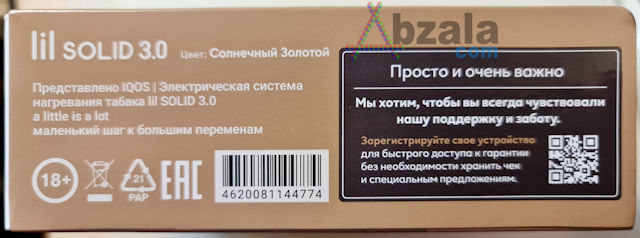 Abzala
com
lil SOLID 3.0 Цвет: Солнечный Золотой
Представлено IQOS | Электрическая система
нагревания табака lil SOLID 3.0
a little is a lot
маленький шаг к большим переменам
18+
21
PAP
EAC
4620081144774
Просто и очень важно
Мы хотим, чтобы вы всегда чувствовали
нашу поддержку и заботу.
Зарегистрируйте свое устройство
для быстрого доступа к гарантии
без необходимости хранить чек
и специальным предложениям.